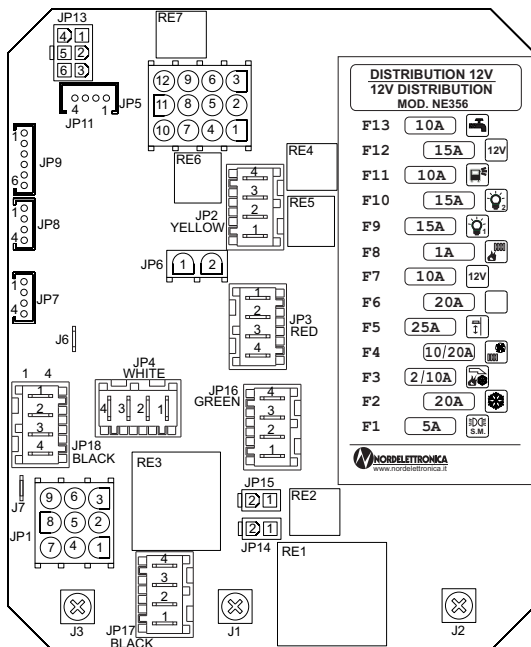 JP13
4 1
5 2
6 3
RE7
12 9 6 3
11 8 5 2
10 7 4 1
JP5
4 1
JP11
1
6
JP9
RE6
RE4
RE5
4
3
2
1
JP2
YELLOW
1
4
JP8
JP6
1 2
1
4
JP7
J6
1
2
3
4
JP3
RED
JP4
WHITE
4 3 2 1
1 4
1
2
3
4
JP18
BLACK
JP16
GREEN
4
3
2
1
RE3
J7
JP1
9 6 3
8 5 2
7 4 1
JP15
2 1
2 1
JP14
RE2
RE1
4
3
2
1
JP17
BLACK
J3
J1
J2
DISTRIBUTION 12V
12V DISTRIBUTION
MOD. NE356
F13 10A
F12 15A 12V
F11 10A
F10 15A 2
F9 15A 1
F8 1A
F7 10A 12V
F6 20A
F5 25A
F4 10/20A
F3 2/10A
F2 20A
F1 5A S.M.
NORDELETTRONICA
www.nordelettronica.it